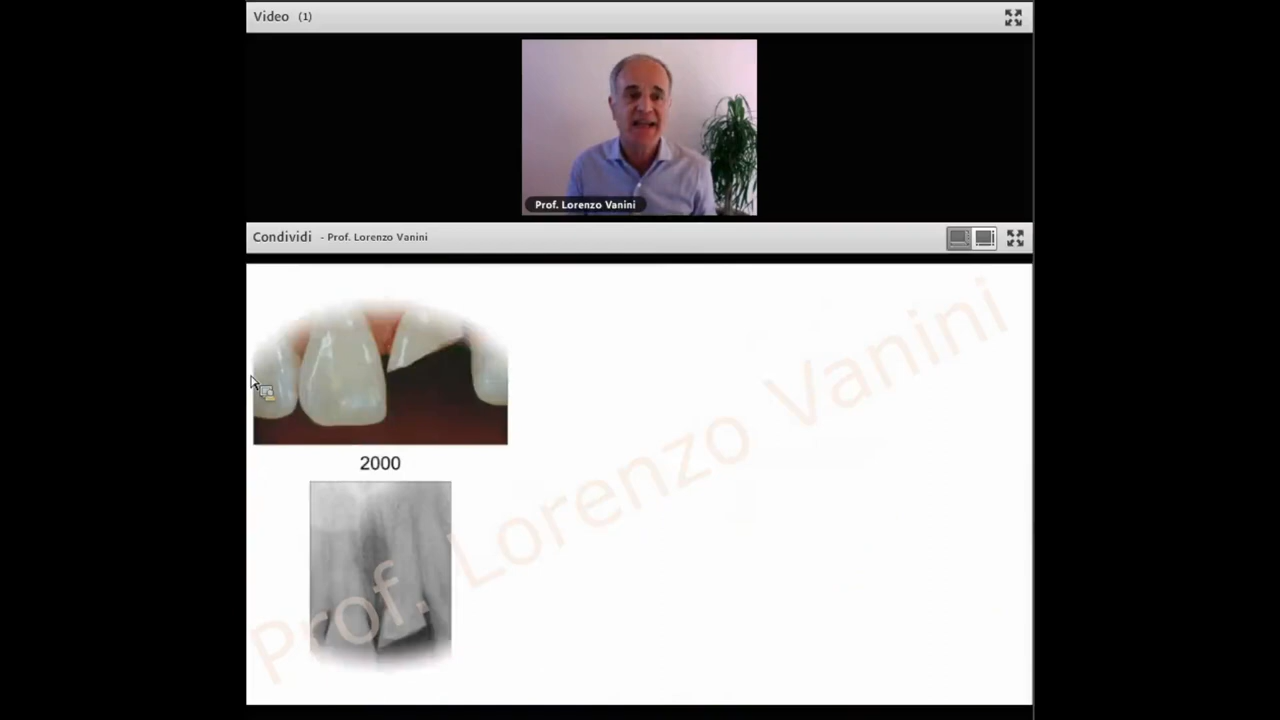 Video (1)
Prof. Lorenzo Vanini
Condividi - Prof. Lorenzo Vanini
2000
Prof. Lorenzo Vanini